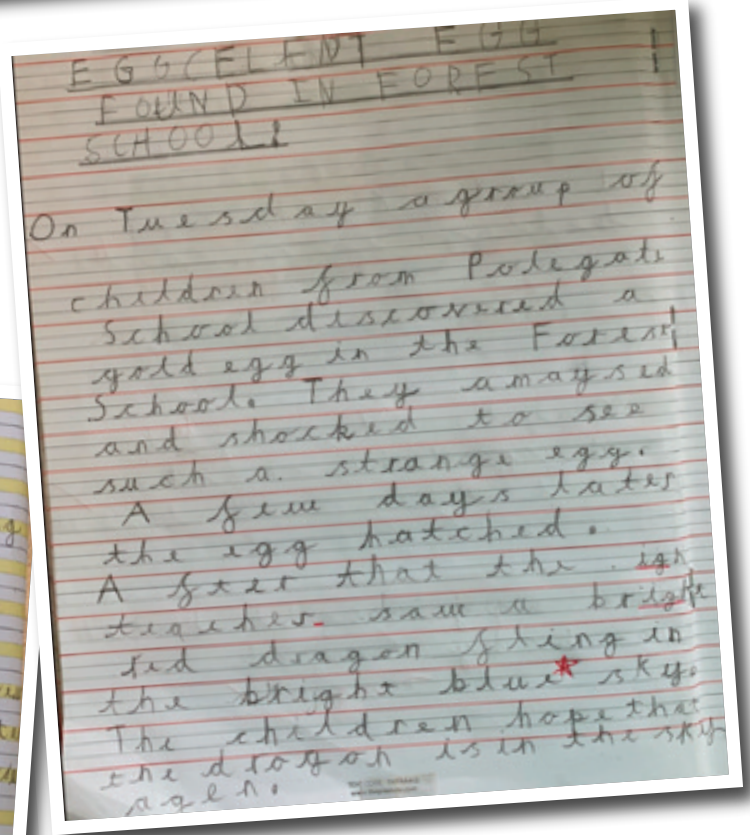 EGGCELENT EGG
FOUND IN FOREST
SCHOOL!!
On Tuesday a group of
children from Polegate
School discovered a
gold egg in the Forest
School. They amaysed
and shocked to see
such a. strange egg.
A few days later
the egg hatched.
After that the . igh
teacher saw a bright
red dragon fling in
the bright blue sky.
The children hope that
the dragon is in the sky
agen.